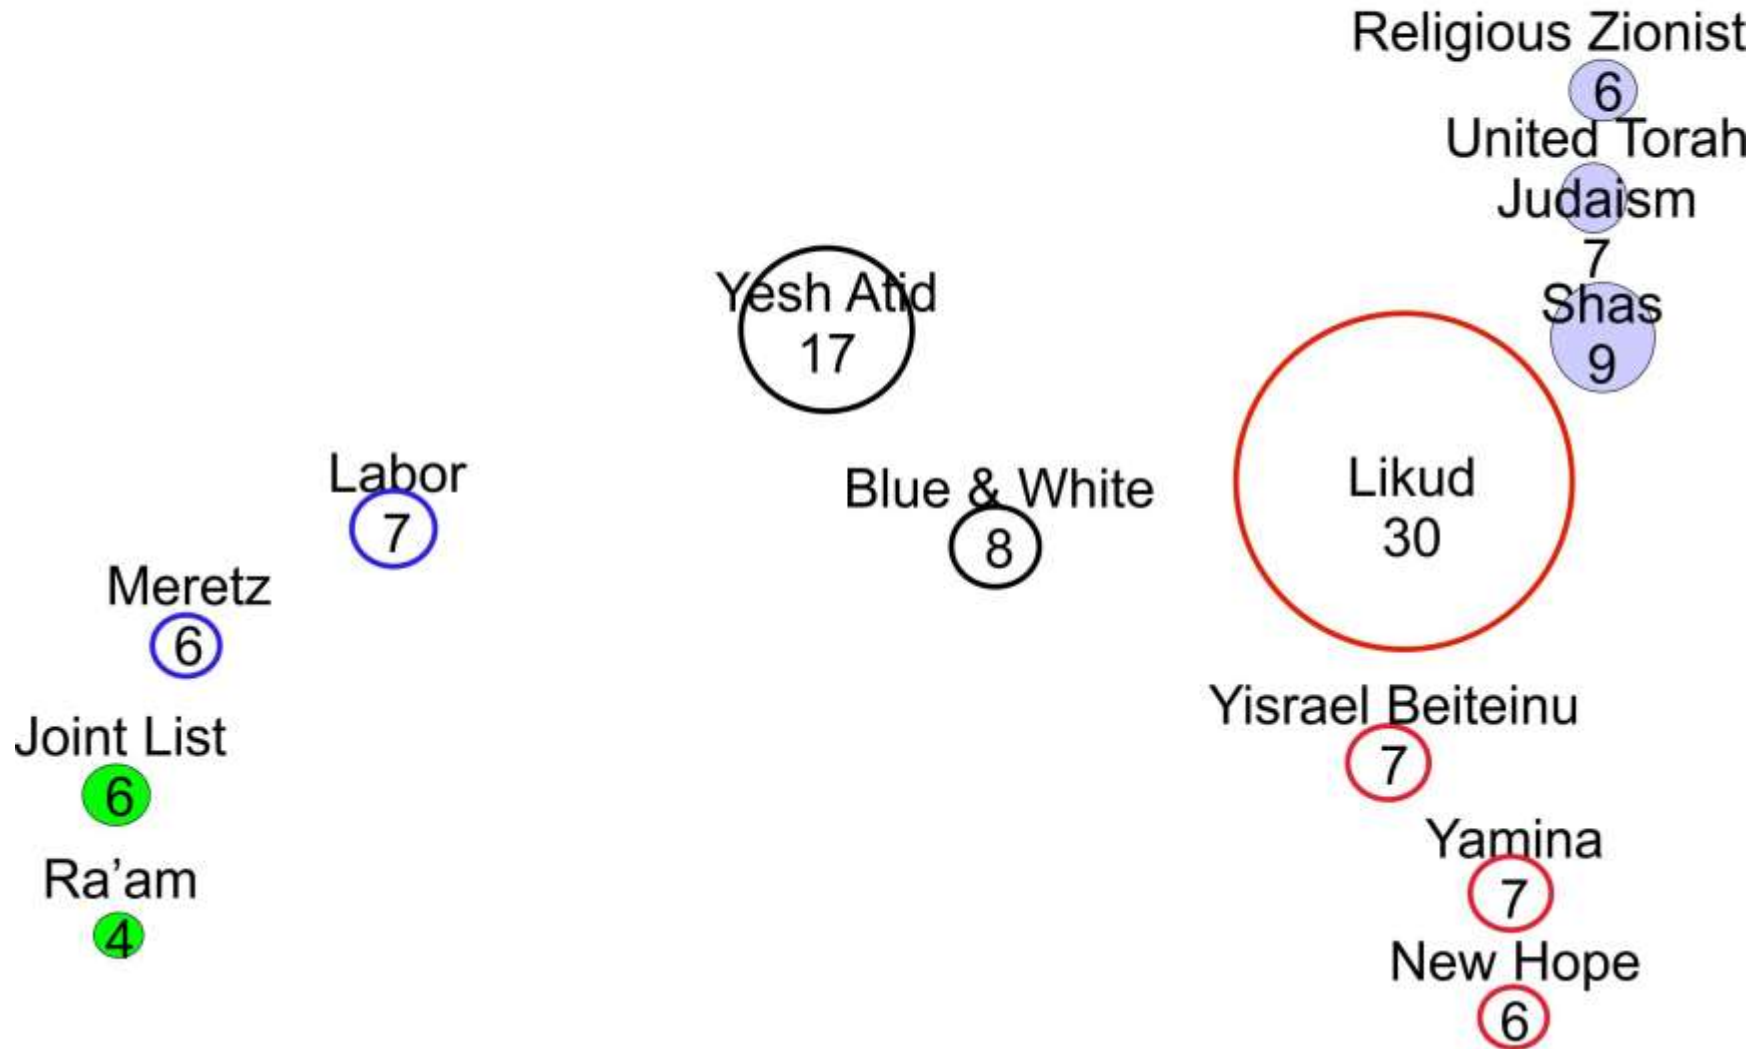 Religious Zionist
6
United Torah
Judaism
7
Shas
9
Yesh Atid
17
Likud
30
Labor
7
Blue & White
8
Meretz
6
Yisrael Beiteinu
7
Joint List
6
Yamina
7
Ra’am
4
New Hope
6